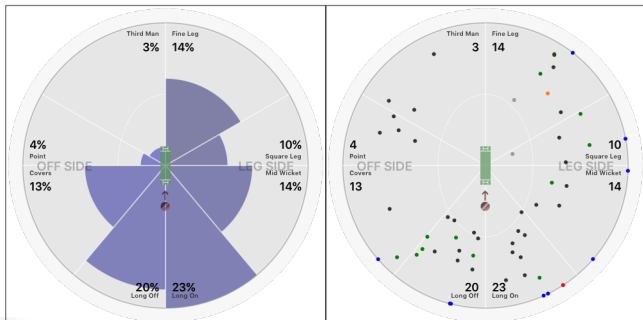 Third Man
3%
Fine Leg
14%
4%
Point
OFF SIDE
Covers
13%
10%
Square Leg
LEG SIDE
Mid Wicket
14%
20%
Long Off
23%
Long On
Third Man
3
Fine Leg
14
4
Point
OFF SIDE
Covers
13
10
Square Leg
LEG SIDE
Mid Wicket
14
20
Long Off
23
Long On